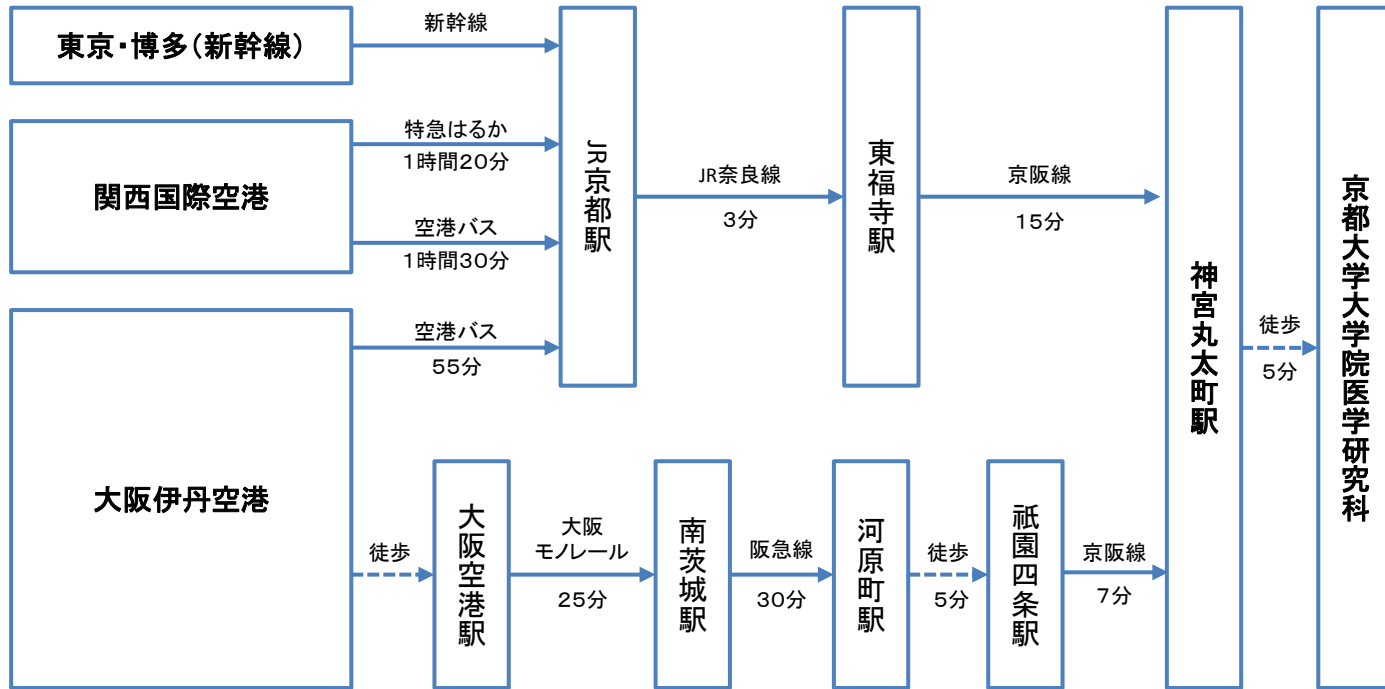 東京・博多(新幹線)
新幹線
関西国際空港
特急はるか
1時間20分
空港バス
1時間30分
大阪伊丹空港
空港バス
55分
JR京都駅
JR奈良線
3分
東福寺駅
京阪線
15分
徒歩
大阪空港駅
大阪
モノレール
25分
南茨城駅
阪急線
30分
河原町駅
徒歩
5分
祇園四条駅
京阪線
7分
神宮丸太町駅
徒歩
5分
京都大学大学院医学研究科